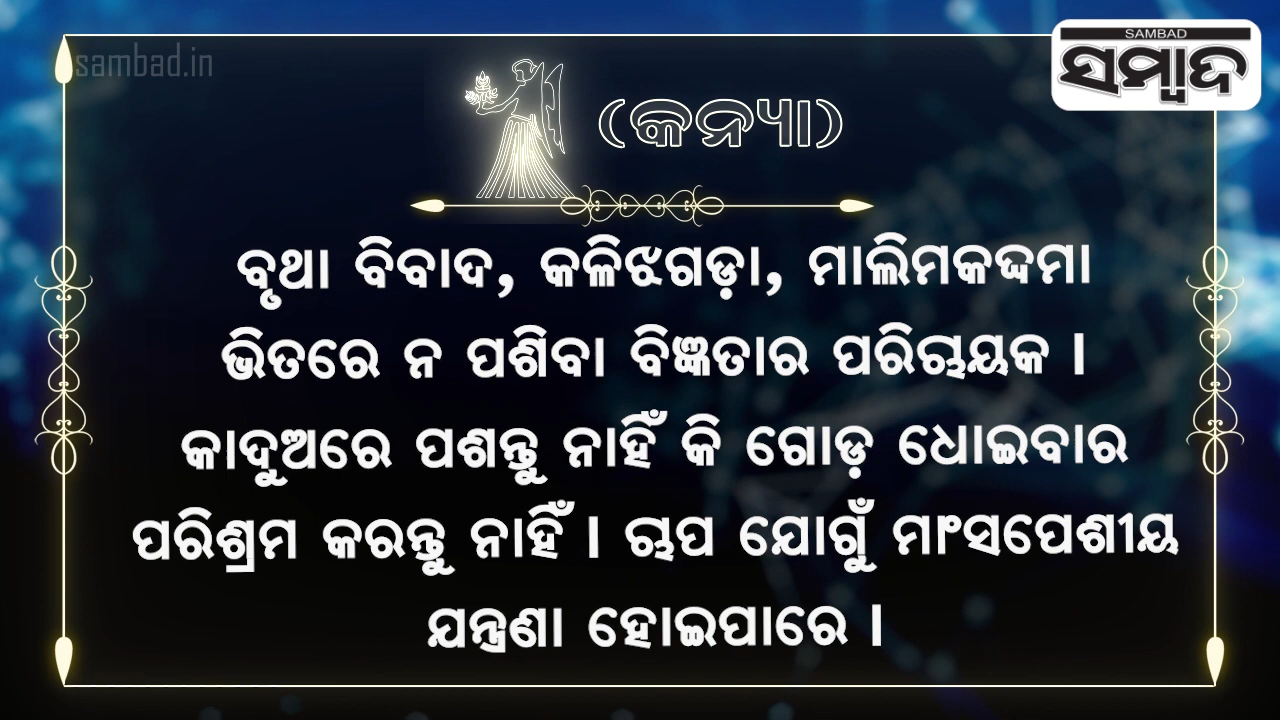 sambad.in
SAMBAD
ସମ୍ବାଦ
(କନ୍ୟା)
ବୃଥା ବିବାଦ, କଳିଝଗଡ଼ା, ମାଲିମକଦ୍ଦମା
ଭିତରେ ନ ପଶିବା ବିଜ୍ଞତାର ପରିଚାୟକ ।
କାଦୁଅରେ ପଶନ୍ତୁ ନାହିଁ କି ଗୋଡ଼ ଧୋଇବାର
ପରିଶ୍ରମ କରନ୍ତୁ ନାହିଁ । ଚାପ ଯୋଗୁଁ ମାଂସପେଶୀୟ
ଯନ୍ତ୍ରଣା ହୋଇପାରେ ।